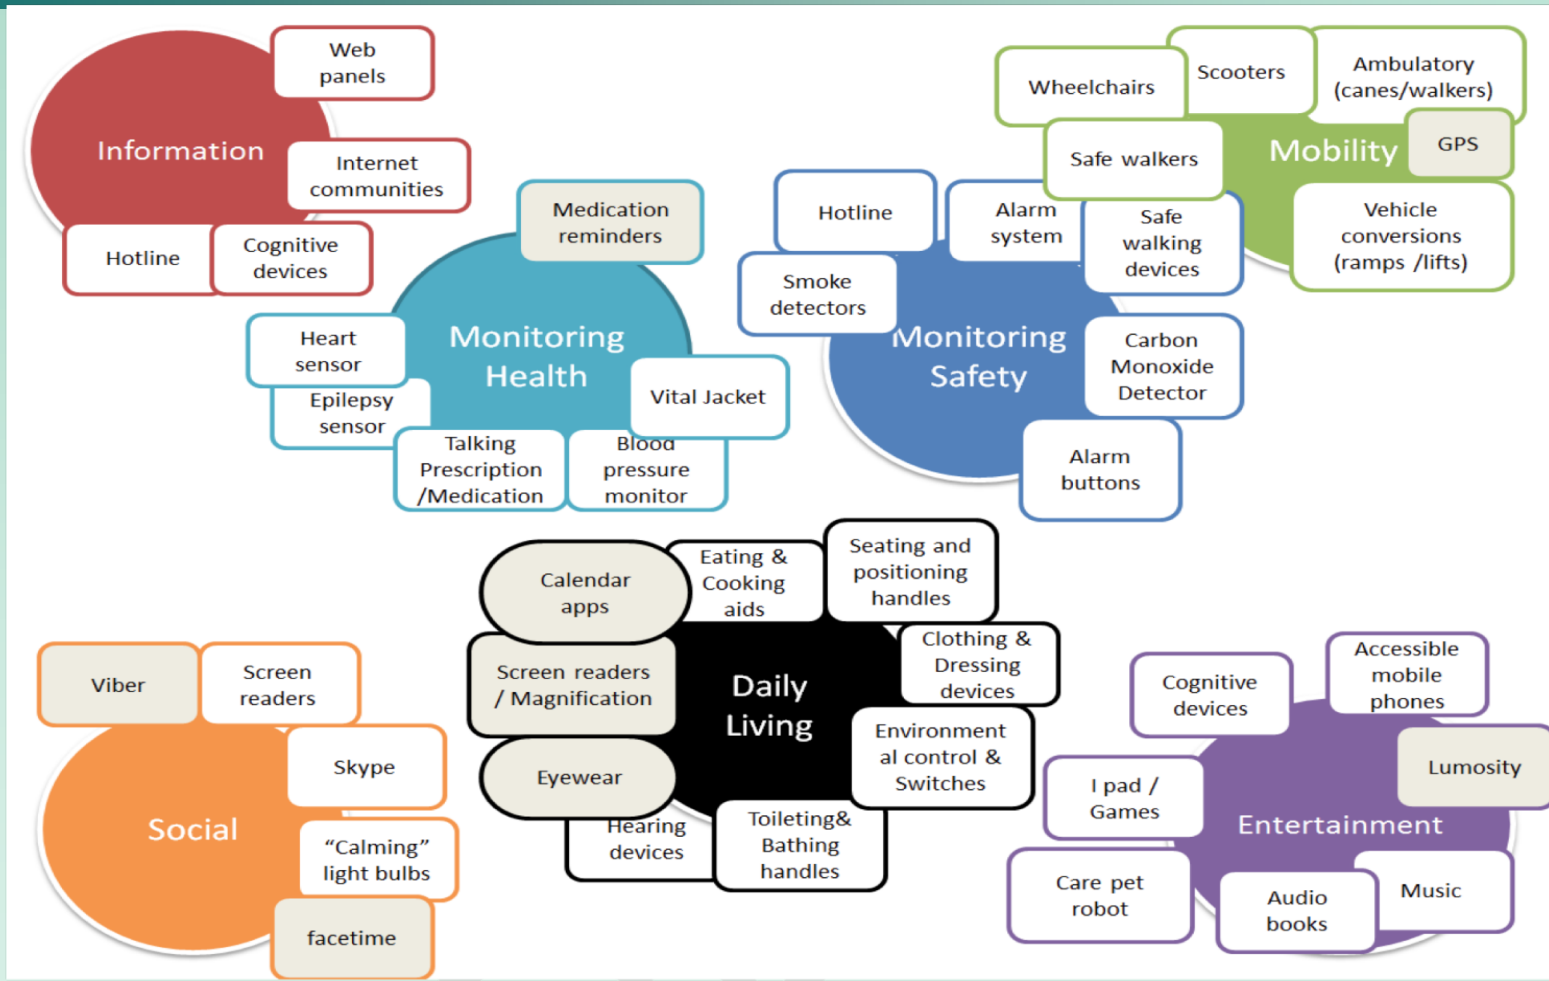 Information
Web
panels
Internet
communities
Hotline
Cognitive
devices
Monitoring
Health
Medication
reminders
Heart
sensor
Epilepsy
sensor
Talking
Prescription
/Medication
Blood
pressure
monitor
Vital Jacket
Monitoring
Safety
Hotline
Alarm
system
Safe
walking
devices
Smoke
detectors
Carbon
Monoxide
Detector
Alarm
buttons
Mobility
Wheelchairs
Scooters
Ambulatory
(canes/walkers)
Safe walkers
GPS
Vehicle
conversions
(ramps /lifts)
Social
Viber
Screen
readers
Skype
“Calming”
light bulbs
facetime
Daily
Living
Calendar
apps
Eating &
Cooking
aids
Seating and
positioning
handles
Screen readers
/ Magnification
Clothing &
Dressing
devices
Eyewear
Environment
al control &
Switches
Hearing
devices
Toileting&
Bathing
handles
Entertainment
Cognitive
devices
Accessible
mobile
phones
Lumosity
I pad /
Games
Care pet
robot
Audio
books
Music